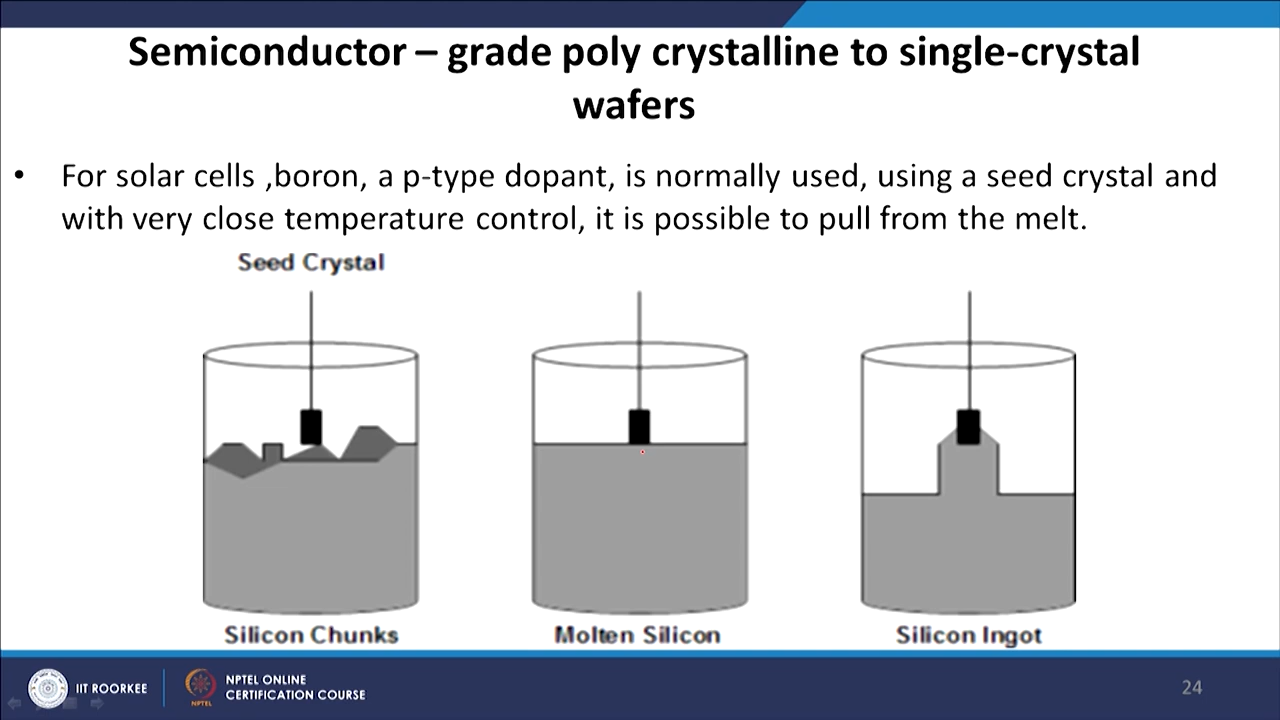 Semiconductor – grade poly crystalline to single-crystal
wafers
• For solar cells ,boron, a p-type dopant, is normally used, using a seed crystal and
with very close temperature control, it is possible to pull from the melt.
Seed Crystal
Silicon Chunks
Molten Silicon
Silicon Ingot
IIT ROORKEE
NPTEL
NPTEL ONLINE
CERTIFICATION COURSE
24